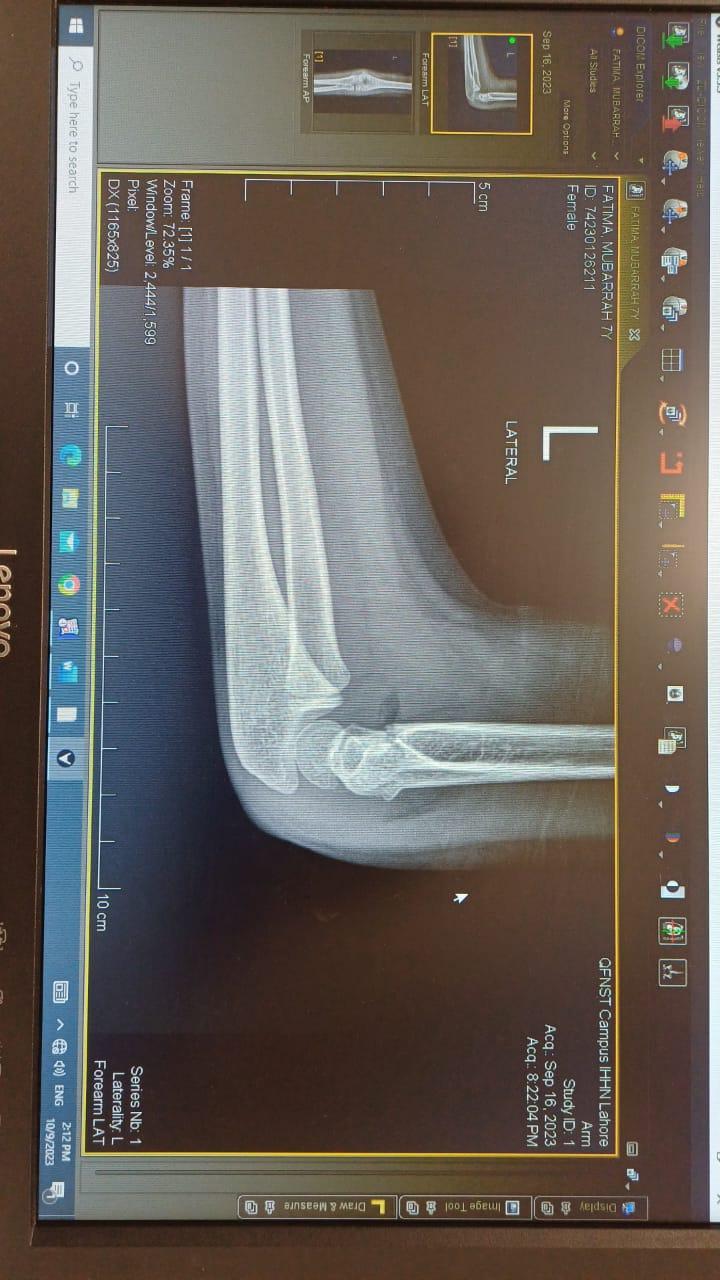 DICOM Explorer
FATIMA, MUBARRAH ...
All Studies
More Options
Sep 16, 2023
L
[1]
Forearm LAT
L
[1]
Forearm AP
FATIMA, MUBARRAH 7Y
FATIMA, MUBARRAH 7Y
ID: 74230126211
Female
QFNST Campus IHHN Lahore
Arm
Study ID: 1
Acq.: Sep 16, 2023
Acq.: 8:22:04 PM
L
LATERAL
5 cm
10 cm
Frame: [1] 1 / 1
Zoom: 72.35%
Window/Level: 2,444/1,599
Pixel:
DX (1165x825)
Series Nb: 1
Laterality: L
Forearm LAT
Display
Image Tool
Draw & Measure
Type here to search
ENG
2:12 PM
10/9/2023
1
Lenovo